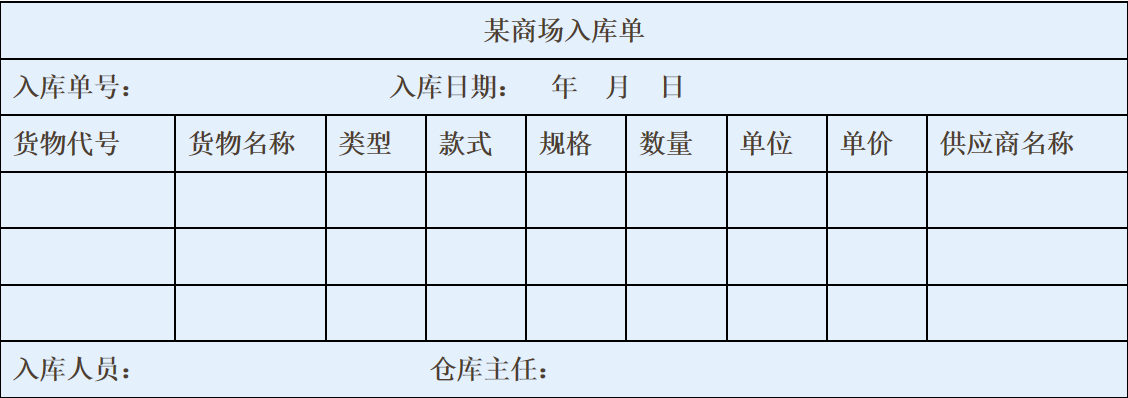 某商场入库单
入库单号： 入库日期： 年 月 日
货物代号 货物名称 类型 款式 规格 数量 单位 单价 供应商名称
入库人员： 仓库主任：